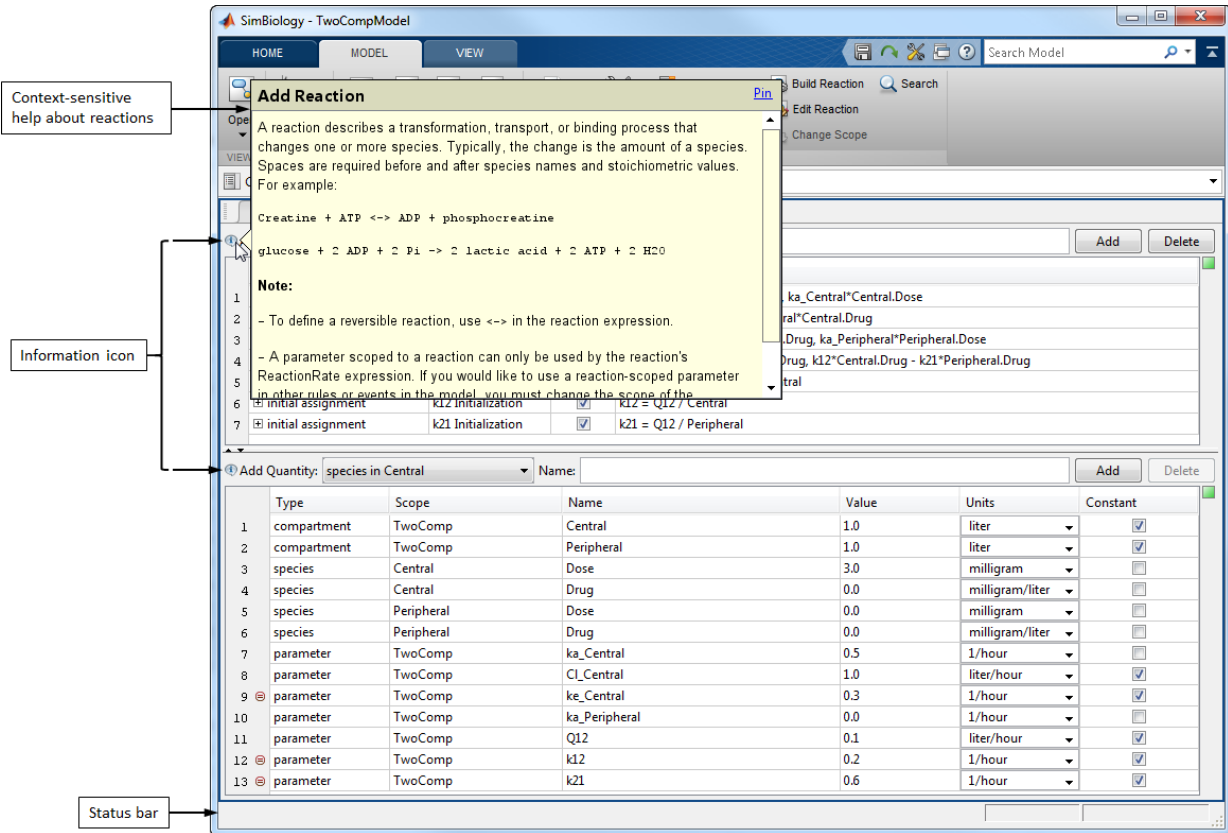 SimBiology - TwoCompModel
HOME MODEL VIEW Search Model
Context-sensitive
help about reactions
Add Reaction Pin
Build Reaction Search
Edit Reaction
Change Scope
A reaction describes a transformation, transport, or binding process that
changes one or more species. Typically, the change is the amount of a species.
Spaces are required before and after species names and stoichiometric values.
For example:
Creatine + ATP <-> ADP + phosphocreatine
glucose + 2 ADP + 2 Pi -> 2 lactic acid + 2 ATP + 2 H2O
Add Delete
Note:
– To define a reversible reaction, use <-> in the reaction expression.
– A parameter scoped to a reaction can only be used by the reaction's
ReactionRate expression. If you would like to use a reaction-scoped parameter
in other rules or events in the model, you must change the scope of the
1 ka_Central*Central.Dose
2 ral*Central.Drug
3 .Drug, ka_Peripheral*Peripheral.Dose
4 Drug, k12*Central.Drug - k21*Peripheral.Drug
5 tral
6 initial assignment k12 Initialization k12 = Q12 / Central
7 initial assignment k21 Initialization k21 = Q12 / Peripheral
Information icon
Add Quantity: species in Central Name: Add Delete
Type Scope Name Value Units Constant
1 compartment TwoComp Central 1.0 liter
2 compartment TwoComp Peripheral 1.0 liter
3 species Central Dose 3.0 milligram
4 species Central Drug 0.0 milligram/liter
5 species Peripheral Dose 0.0 milligram
6 species Peripheral Drug 0.0 milligram/liter
7 parameter TwoComp ka_Central 0.5 1/hour
8 parameter TwoComp Cl_Central 1.0 liter/hour
9 parameter TwoComp ke_Central 0.3 1/hour
10 parameter TwoComp ka_Peripheral 0.0 1/hour
11 parameter TwoComp Q12 0.1 liter/hour
12 parameter TwoComp k12 0.2 1/hour
13 parameter TwoComp k21 0.6 1/hour
Status bar